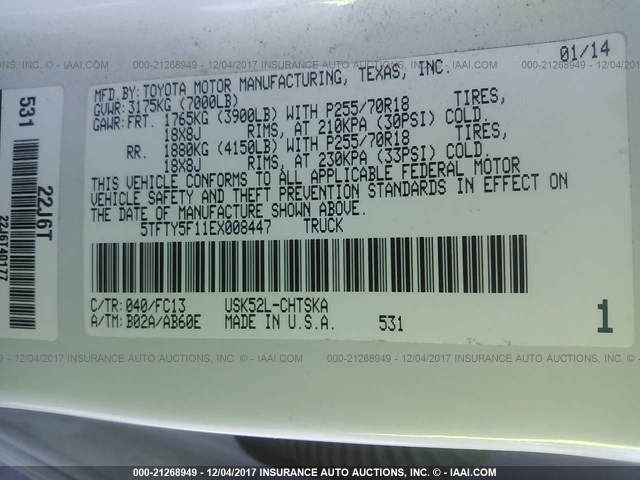 01/14
MFD.BY: TOYOTA MOTOR MANUFACTURING, TEXAS, INC.
GVWR: 3175KG (7000LB)
GAWR: FRT. 1765KG (3900LB) WITH P255/70R18 TIRES,
18X8J RIMS, AT 210KPA (30PSI) COLD.
RR. 1880KG (4150LB) WITH P255/70R18 TIRES,
18X8J RIMS, AT 230KPA (33PSI) COLD.
THIS VEHICLE CONFORMS TO ALL APPLICABLE FEDERAL MOTOR
VEHICLE SAFETY AND THEFT PREVENTION STANDARDS IN EFFECT ON
THE DATE OF MANUFACTURE SHOWN ABOVE.
5TFTY5F11EX008447 TRUCK
C/TR: 040/FC13 USK52L-CHTSKA
A/TM: B02A/AB60E MADE IN U.S.A. 531
1
531
22J6T
000-21268949 - 12/04/2017 INSURANCE AUTO AUCTIONS - © - IAAI.COM